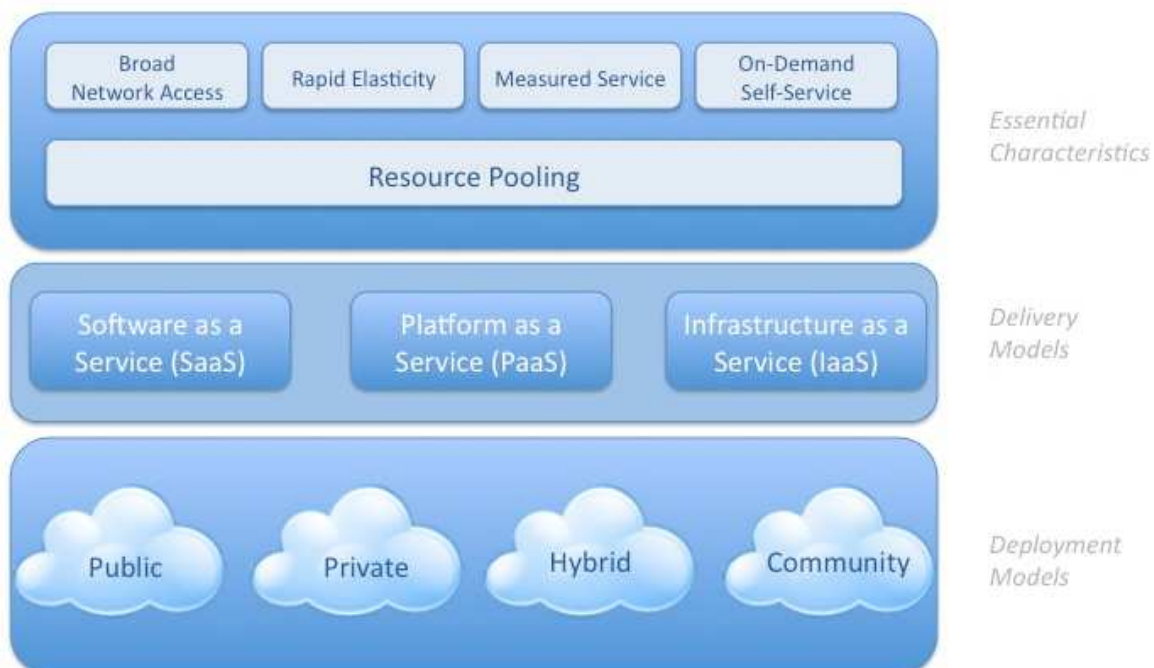 Broad
Network Access
Rapid Elasticity
Measured Service
On-Demand
Self-Service
Resource Pooling
Essential
Characteristics
Software as a
Service (SaaS)
Platform as a
Service (PaaS)
Infrastructure as a
Service (IaaS)
Delivery
Models
Public
Private
Hybrid
Community
Deployment
Models